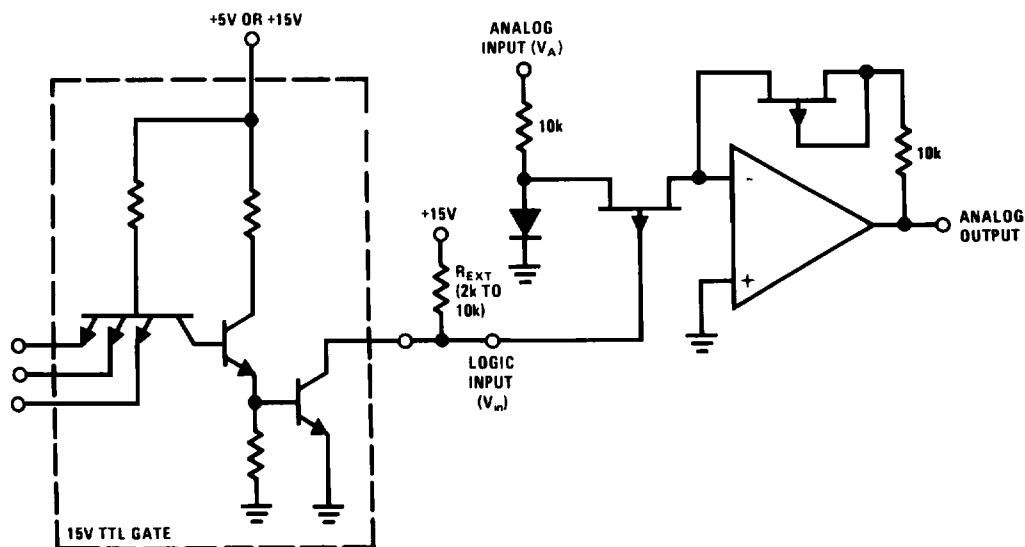 +5V OR +15V
ANALOG
INPUT (VA)
10k
10k
+15V
REXT
(2k TO
10k)
-
+
ANALOG
OUTPUT
LOGIC
INPUT
(Vin)
15V TTL GATE